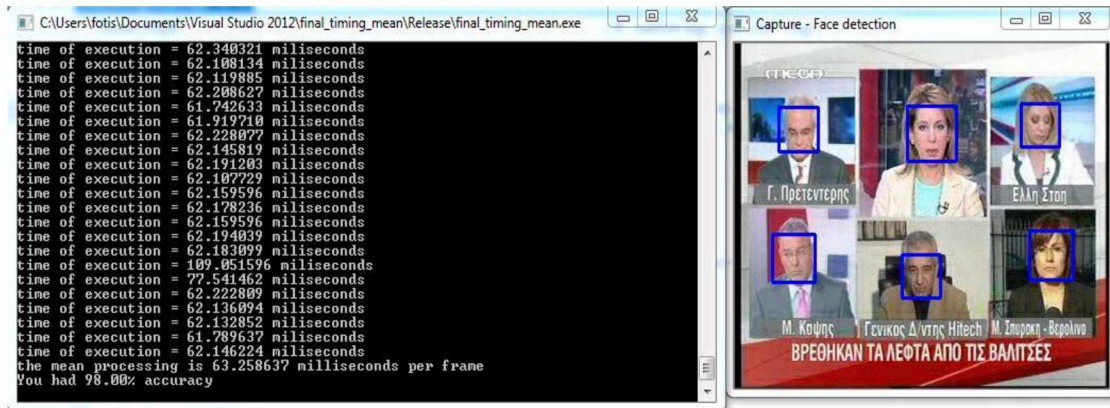 C:\Users\fotis\Documents\Visual Studio 2012\final_timing_mean\Release\final_timing_mean.exe
time of execution = 62.340321 miliseconds
time of execution = 62.108134 miliseconds
time of execution = 62.119885 miliseconds
time of execution = 62.208627 miliseconds
time of execution = 61.742633 miliseconds
time of execution = 61.919710 miliseconds
time of execution = 62.228077 miliseconds
time of execution = 62.145819 miliseconds
time of execution = 62.191203 miliseconds
time of execution = 62.107729 miliseconds
time of execution = 62.159596 miliseconds
time of execution = 62.178236 miliseconds
time of execution = 62.159596 miliseconds
time of execution = 62.194039 miliseconds
time of execution = 62.183099 miliseconds
time of execution = 109.051596 miliseconds
time of execution = 77.541462 miliseconds
time of execution = 62.222809 miliseconds
time of execution = 62.136094 miliseconds
time of execution = 62.132852 miliseconds
time of execution = 61.789637 miliseconds
time of execution = 62.146224 miliseconds
the mean processing is 63.258637 milliseconds per frame
You had 98.00% accuracy
Capture - Face detection
MEGA
Γ. Πρετεντερης
Ελλη Σταη
Μ. Καψης
Γενικος Δ/ντης Hitech
Μ. Σπυρακη - Βερολινο
ΒΡΕΘΗΚΑΝ ΤΑ ΛΕΦΤΑ ΑΠΟ ΤΙΣ ΒΑΛΙΤΣΕΣ